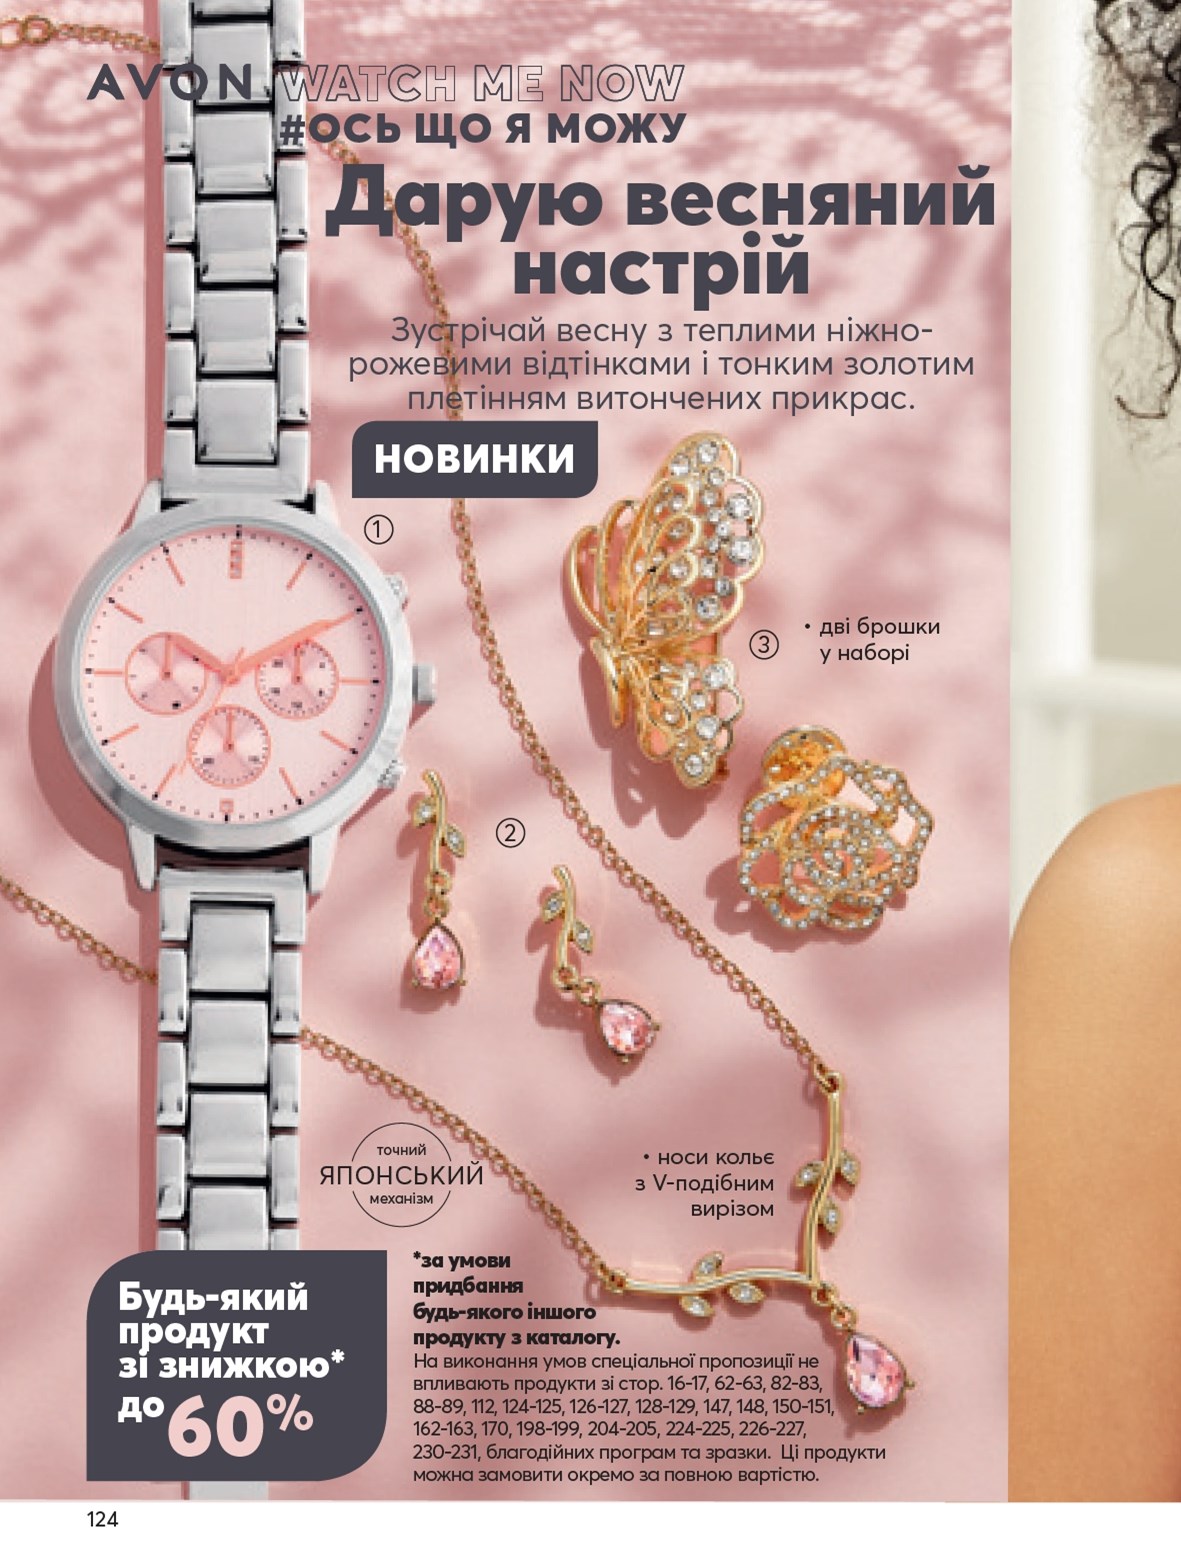 AVON WATCH ME NOW
#ОСЬ ЩО Я МОЖУ
Дарую весняний
настрій
Зустрічай весну з теплими ніжно-
рожевими відтінками і тонким золотим
плетінням витончених прикрас.
НОВИНКИ
1
3
• дві брошки
у наборі
2
точний
ЯПОНСЬКИЙ
механізм
• носи кольє
з V-подібним
вирізом
Будь-який
продукт
зі знижкою*
до 60%
*за умови
придбання
будь-якого іншого
продукту з каталогу.
На виконання умов спеціальної пропозиції не
впливають продукти зі стор. 16-17, 62-63, 82-83,
88-89, 112, 124-125, 126-127, 128-129, 147, 148, 150-151,
162-163, 170, 198-199, 204-205, 224-225, 226-227,
230-231, благодійних програм та зразки. Ці продукти
можна замовити окремо за повною вартістю.
124